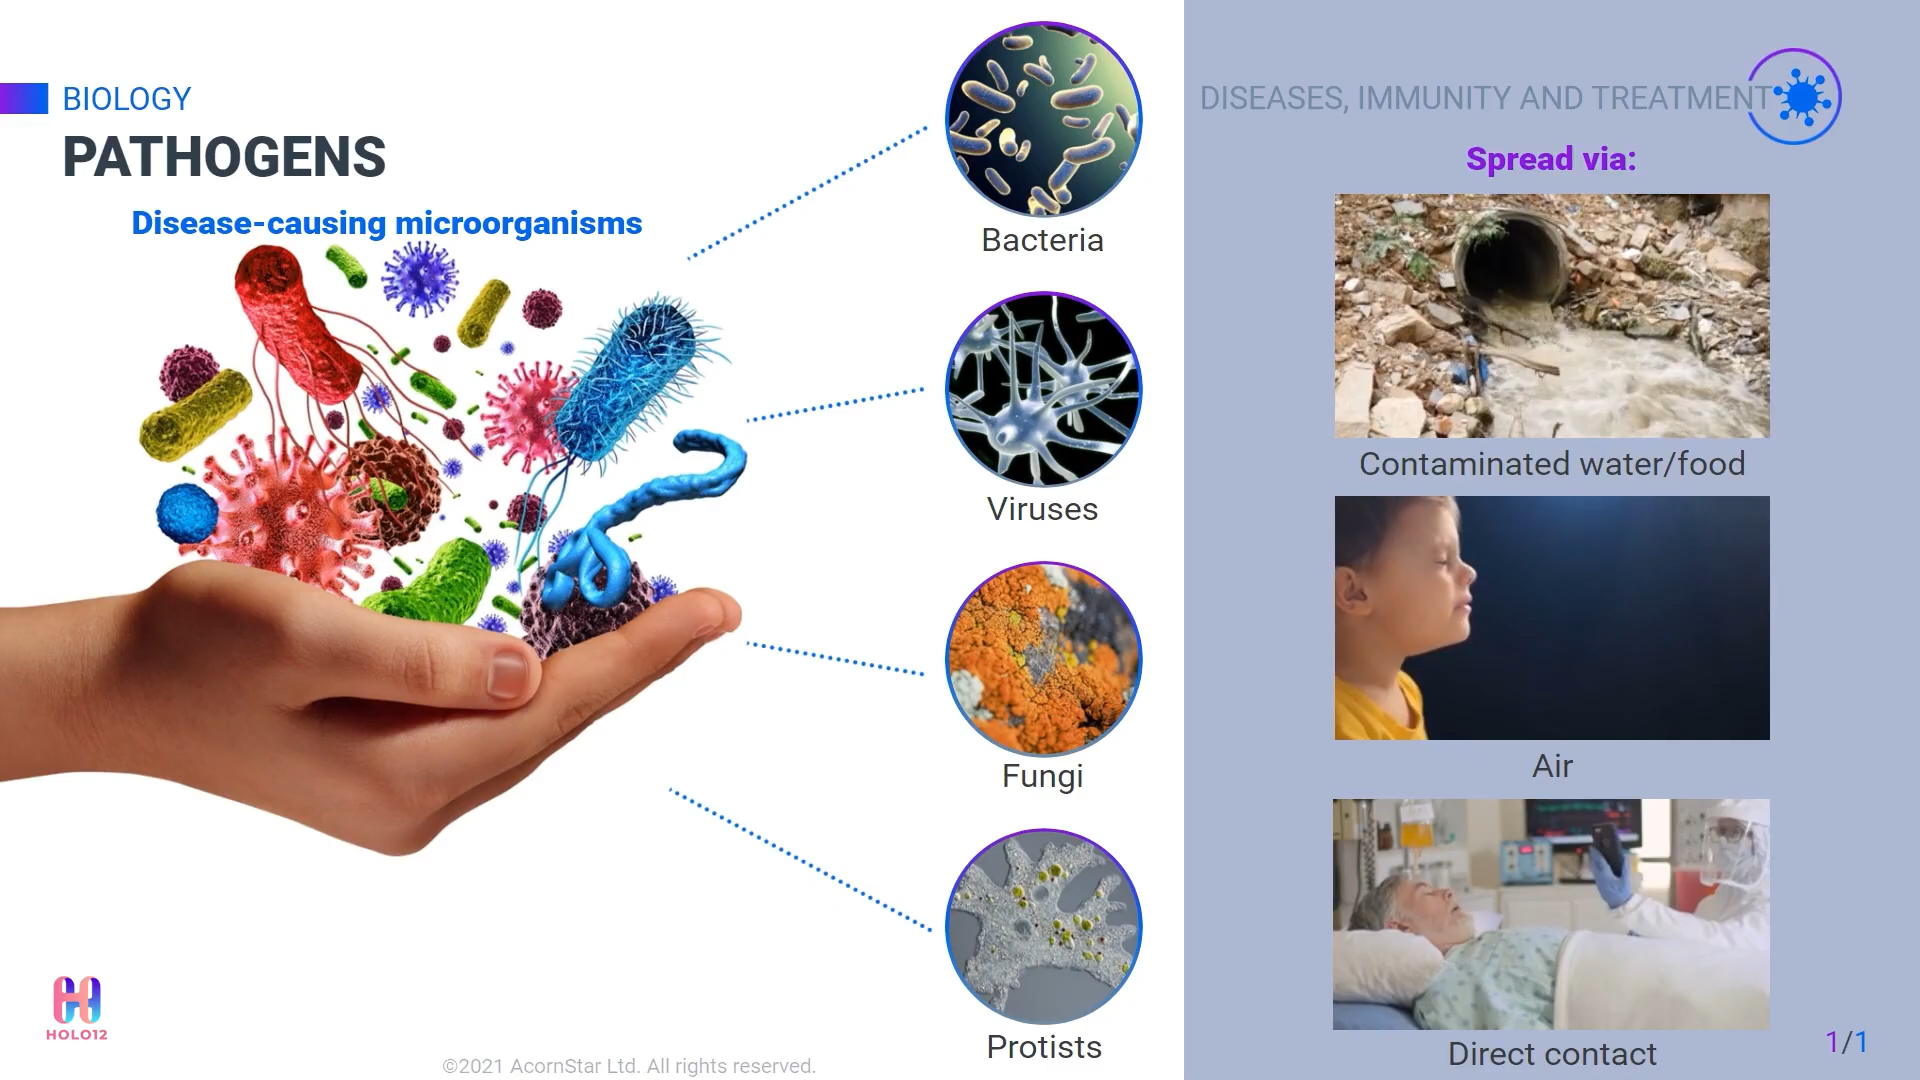 BIOLOGY
PATHOGENS
Disease-causing microorganisms
Bacteria
Viruses
Fungi
Protists
DISEASES, IMMUNITY AND TREATMENT
Spread via:
Contaminated water/food
Air
Direct contact
HOLO12
©2021 AcornStar Ltd. All rights reserved.
1/1